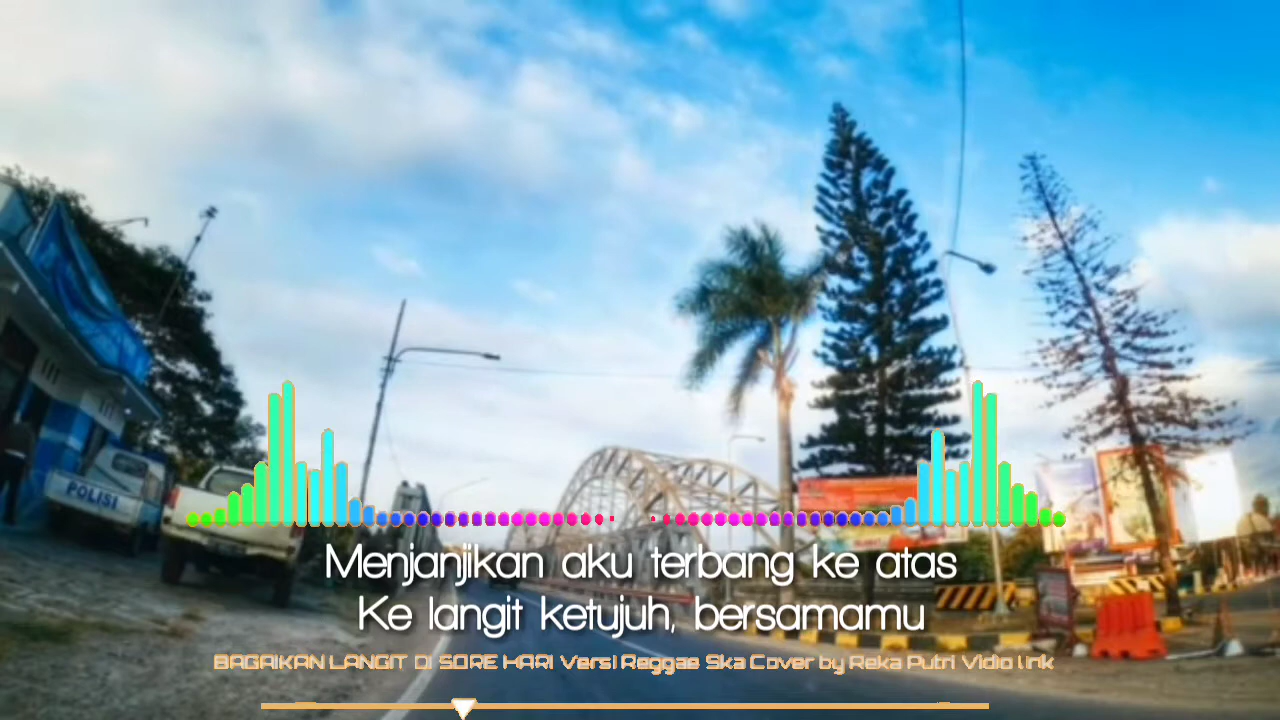 POLISI
Menjanjikan aku terbang ke atas
Ke langit ketujuh, bersamamu
BAGAIKAN LANGIT DI SORE HARI Versi Reggae Ska Cover by Reka Putri Vidio lirik